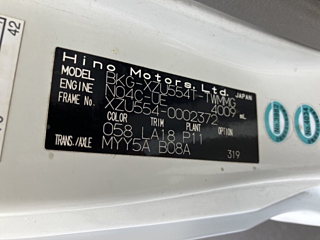 Hino Motors, Ltd. JAPAN
MODEL BKG-XZU554T-TWMMG
ENGINE N04C-UE 4009 mL
FRAME No. XZU554-0002372
COLOR TRIM PLANT
058 LA18 P11
TRANS./AXLE MYY5A B08A 319
42